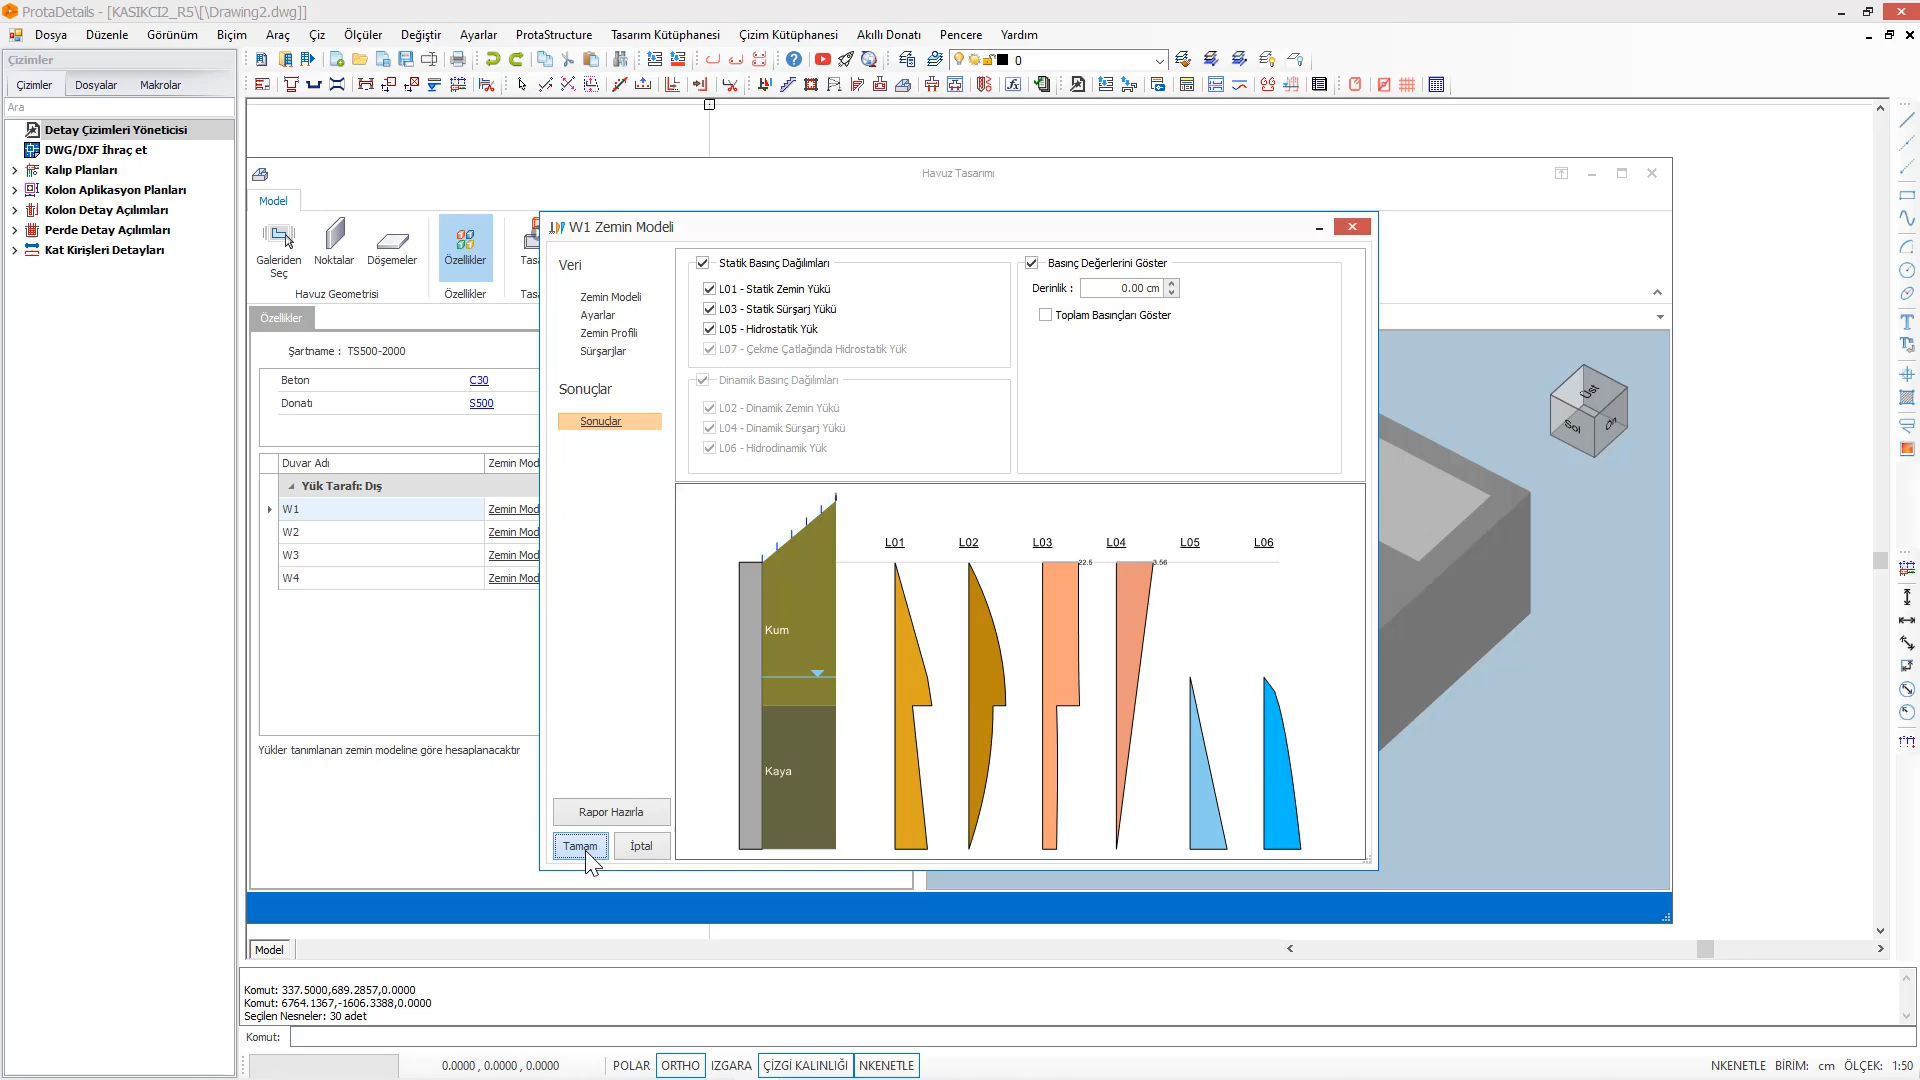 ProtaDetails - [KASIKCI2_R5\[\Drawing2.dwg]]
Dosya Düzenle Görünüm Biçim Araç Çiz Ölçüler Değiştir Ayarlar ProtaStructure Tasarım Kütüphanesi Çizim Kütüphanesi Akıllı Donatı Pencere Yardım
Çizimler
Çizimler Dosyalar Makrolar
Ara
Detay Çizimleri Yöneticisi
DWG/DXF İhraç et
Kalıp Planları
Kolon Aplikasyon Planları
Kolon Detay Açılımları
Perde Detay Açılımları
Kat Kirişleri Detayları
0
Havuz Tasarımı
Model
Galeriden Seç
Noktalar
Döşemeler
Özellikler
Tasa
Havuz Geometrisi
Özellikler
Tasa
Özellikler
Şartname : TS500-2000
Beton C30
Donatı S500
Duvar Adı Zemin Mod
Yük Tarafı: Dış
W1 Zemin Mod
W2 Zemin Mod
W3 Zemin Mod
W4 Zemin Mod
Yükler tanımlanan zemin modeline göre hesaplanacaktır
W1 Zemin Modeli
Veri
Zemin Modeli
Ayarlar
Zemin Profili
Sürşarjlar
Sonuçlar
Sonuçlar
Rapor Hazırla
Tamam İptal
Statik Basınç Dağılımları
L01 - Statik Zemin Yükü
L03 - Statik Sürşarj Yükü
L05 - Hidrostatik Yük
L07 - Çekme Çatlağında Hidrostatik Yük
Dinamik Basınç Dağılımları
L02 - Dinamik Zemin Yükü
L04 - Dinamik Sürşarj Yükü
L06 - Hidrodinamik Yük
Basınç Değerlerini Göster
Derinlik : 0.00 cm
Toplam Basınçları Göster
L01 L02 L03 L04 L05 L06
22.5 3.56
Kum
Kaya
Üst
Sol
Ön
Model
Komut: 337.5000,689.2857,0.0000
Komut: 6764.1367,-1606.3388,0.0000
Seçilen Nesneler: 30 adet
Komut:
0.0000 , 0.0000 , 0.0000 POLAR ORTHO IZGARA ÇİZGİ KALINLIĞI NKENETLE NKENETLE BİRİM: cm ÖLÇEK: 1:50